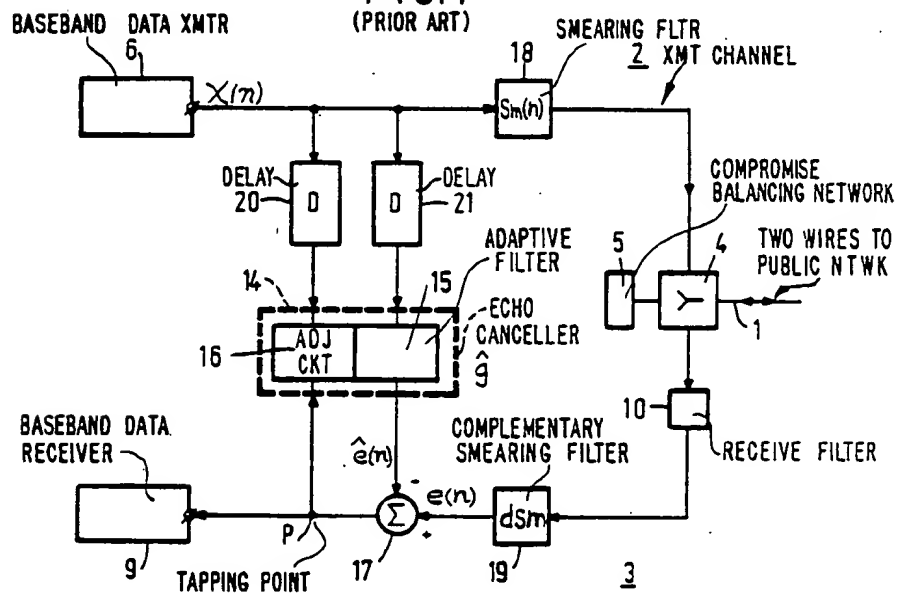 (PRIOR ART)
BASEBAND DATA XMTR
6
X(n)
18
SMEARING FLTR
2 XMT CHANNEL
Sm(n)
DELAY
20
D
D
DELAY
21
COMPROMISE
BALANCING NETWORK
5
4
TWO WIRES TO
PUBLIC NTWK
1
14
15
ADAPTIVE
FILTER
ECHO
CANCELLER
ĝ
16
ADJ
CKT
10
RECEIVE FILTER
BASEBAND DATA
RECEIVER
ê(n)
-
COMPLEMENTARY
SMEARING FILTER
e(n)
Σ
+
dSm
P
9
TAPPING POINT
17
19
3